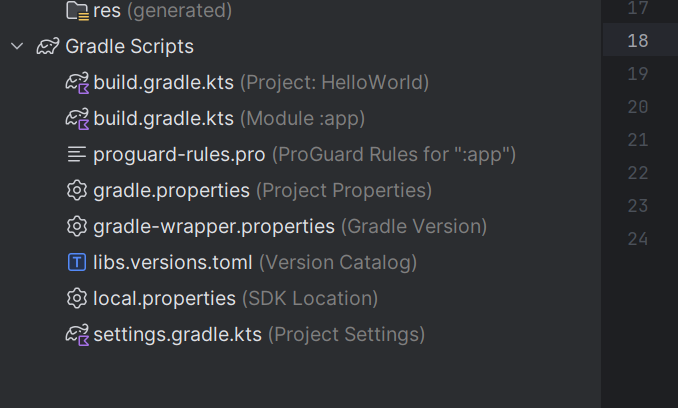 res (generated)
Gradle Scripts
build.gradle.kts (Project: HelloWorld)
build.gradle.kts (Module :app)
proguard-rules.pro (ProGuard Rules for ":app")
gradle.properties (Project Properties)
gradle-wrapper.properties (Gradle Version)
T libs.versions.toml (Version Catalog)
local.properties (SDK Location)
settings.gradle.kts (Project Settings)
17
18
19
20
21
22
23
24